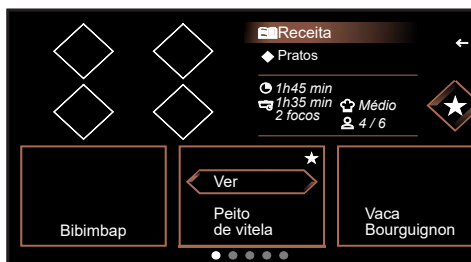 Receita
Pratos
1h45 min
1h35 min
2 focos
Médio
4 / 6
Ver
Bibimbap
Peito
de vitela
Vaca
Bourguignon